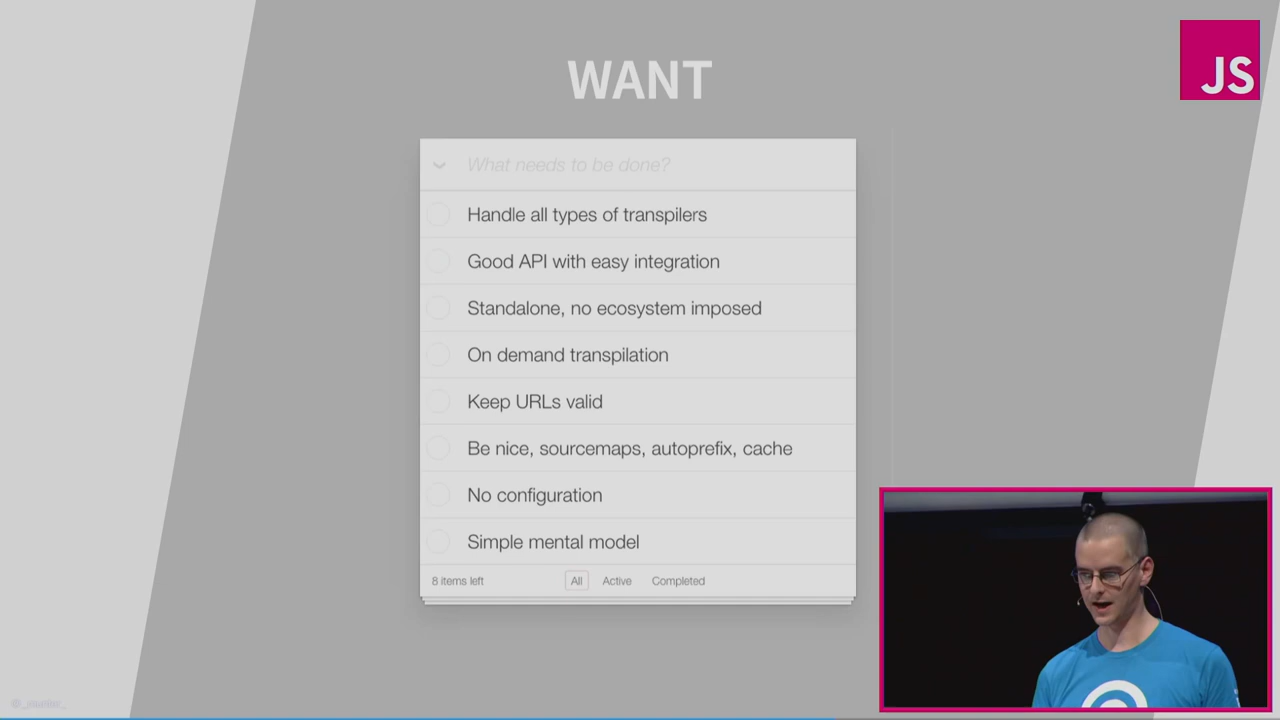 WANT
JS
What needs to be done?
Handle all types of transpilers
Good API with easy integration
Standalone, no ecosystem imposed
On demand transpilation
Keep URLs valid
Be nice, sourcemaps, autoprefix, cache
No configuration
Simple mental model
8 items left
All
Active
Completed